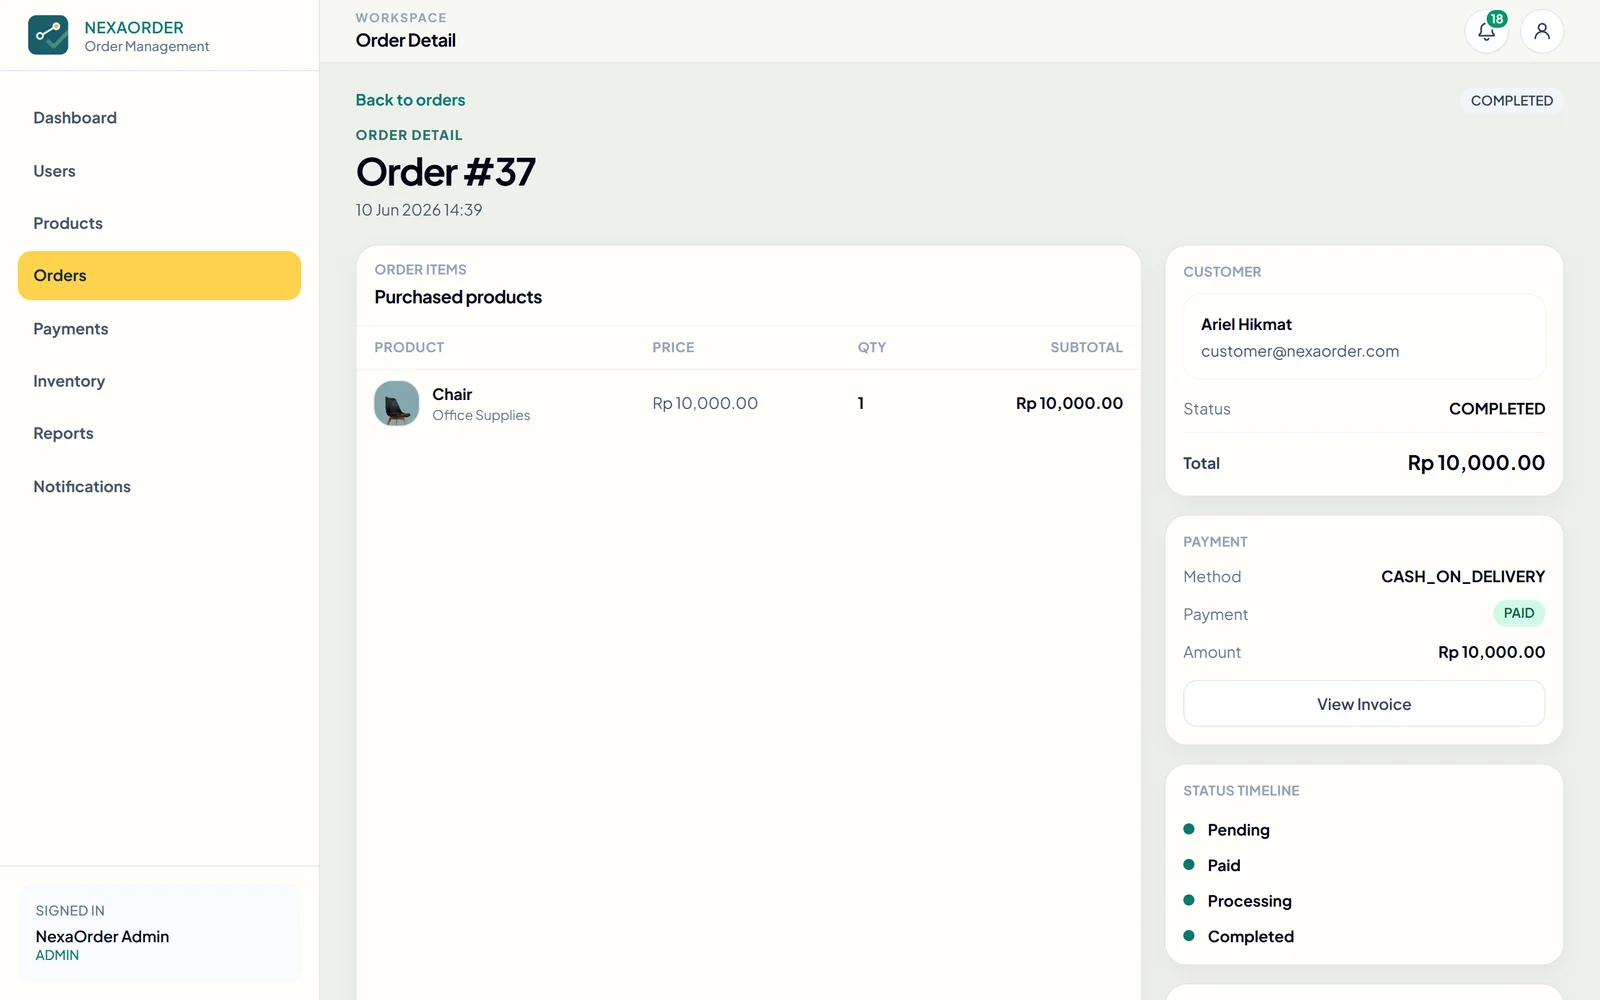 NEXAORDER
Order Management
Dashboard
Users
Products
Orders
Payments
Inventory
Reports
Notifications
SIGNED IN
NexaOrder Admin
ADMIN
WORKSPACE
Order Detail
18
Back to orders
COMPLETED
ORDER DETAIL
Order #37
10 Jun 2026 14:39
ORDER ITEMS
Purchased products
PRODUCT PRICE QTY SUBTOTAL
Chair
Office Supplies
Rp 10,000.00 1 Rp 10,000.00
CUSTOMER
Ariel Hikmat
customer@nexaorder.com
Status COMPLETED
Total Rp 10,000.00
PAYMENT
Method CASH_ON_DELIVERY
Payment PAID
Amount Rp 10,000.00
View Invoice
STATUS TIMELINE
Pending
Paid
Processing
Completed